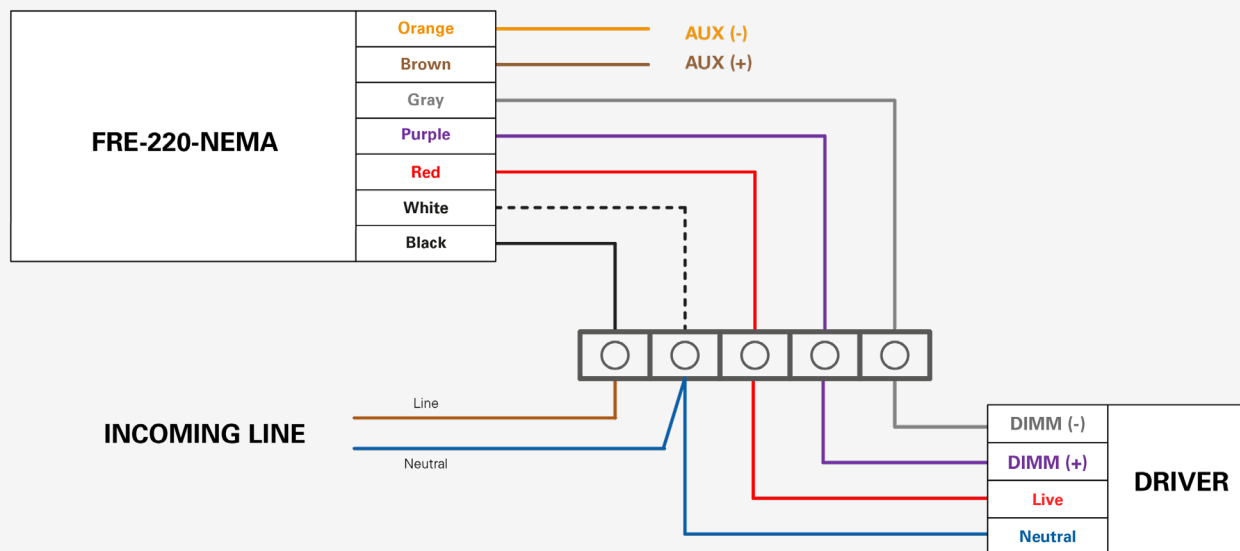 FRE-220-NEMA
Orange
AUX (-)
Brown
AUX (+)
Gray
Purple
Red
White
Black
INCOMING LINE
Line
Neutral
DIMM (-)
DIMM (+)
Live
Neutral
DRIVER